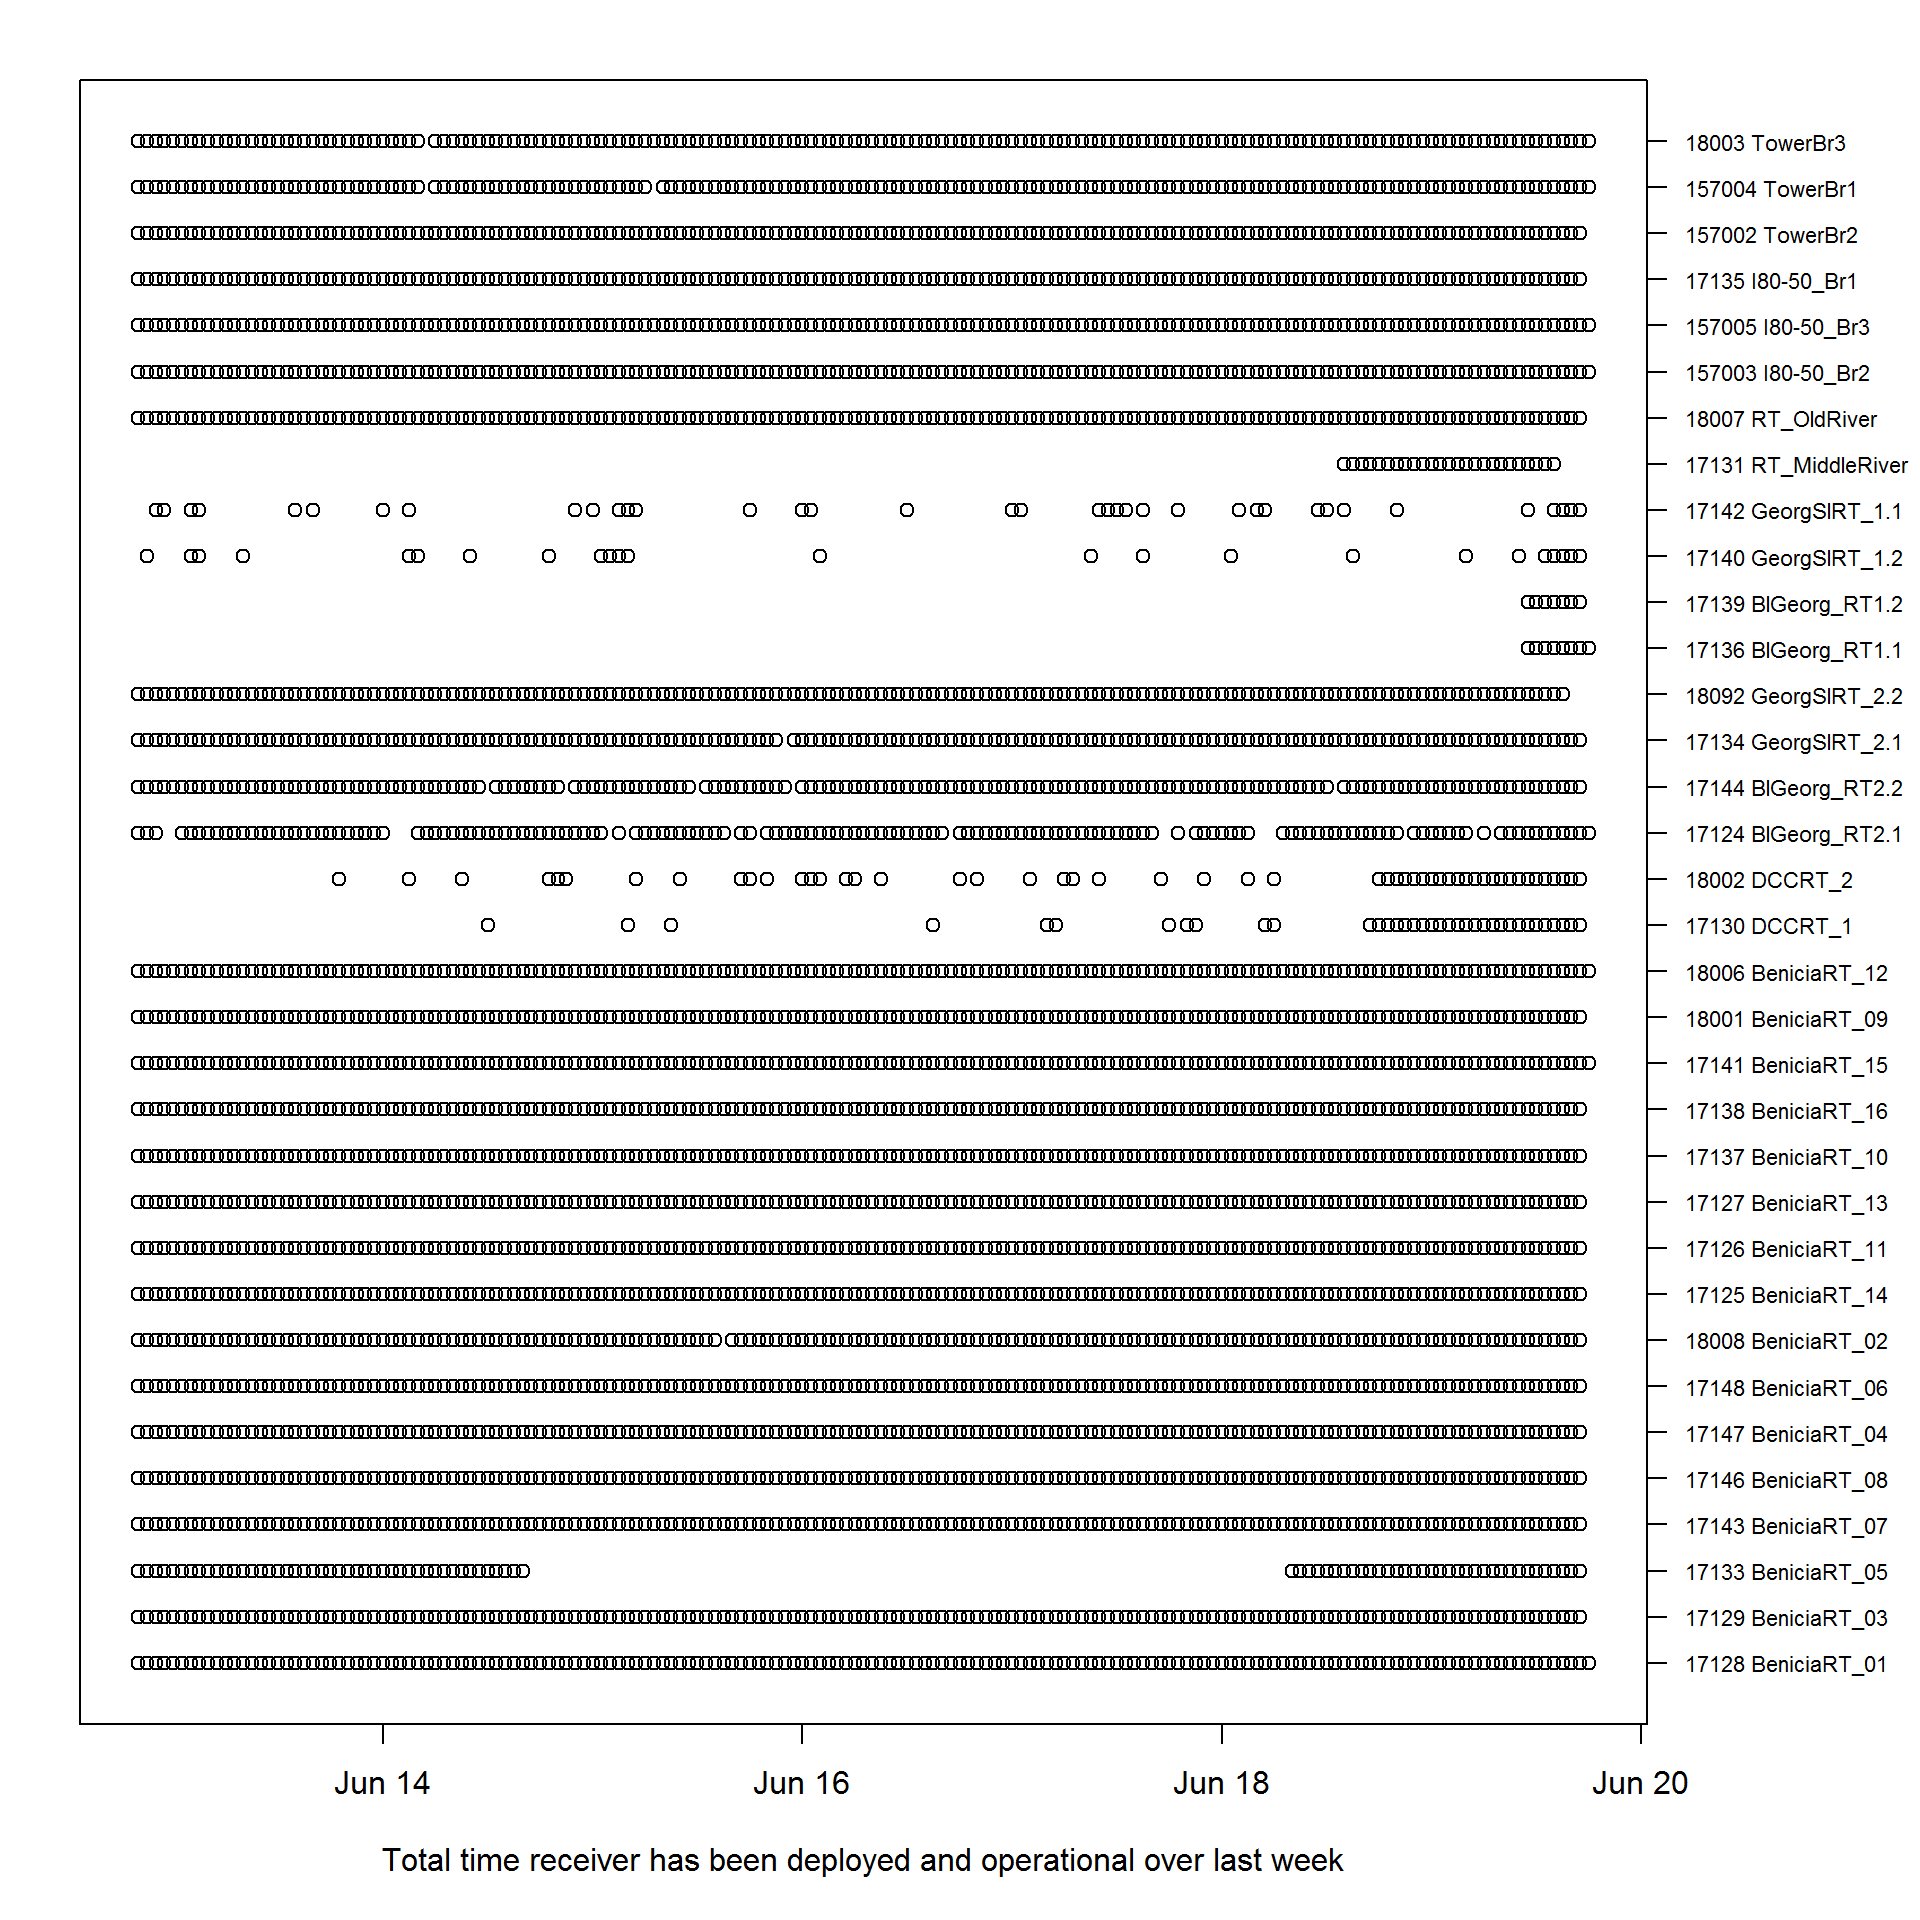 18003 TowerBr3
157004 TowerBr1
157002 TowerBr2
17135 I80-50_Br1
157005 I80-50_Br3
157003 I80-50_Br2
18007 RT_OldRiver
17131 RT_MiddleRiver
17142 GeorgSlRT_1.1
17140 GeorgSlRT_1.2
17139 BlGeorg_RT1.2
17136 BlGeorg_RT1.1
18092 GeorgSlRT_2.2
17134 GeorgSlRT_2.1
17144 BlGeorg_RT2.2
17124 BlGeorg_RT2.1
18002 DCCRT_2
17130 DCCRT_1
18006 BeniciaRT_12
18001 BeniciaRT_09
17141 BeniciaRT_15
17138 BeniciaRT_16
17137 BeniciaRT_10
17127 BeniciaRT_13
17126 BeniciaRT_11
17125 BeniciaRT_14
18008 BeniciaRT_02
17148 BeniciaRT_06
17147 BeniciaRT_04
17146 BeniciaRT_08
17143 BeniciaRT_07
17133 BeniciaRT_05
17129 BeniciaRT_03
17128 BeniciaRT_01
Jun 14 Jun 16 Jun 18 Jun 20
Total time receiver has been deployed and operational over last week